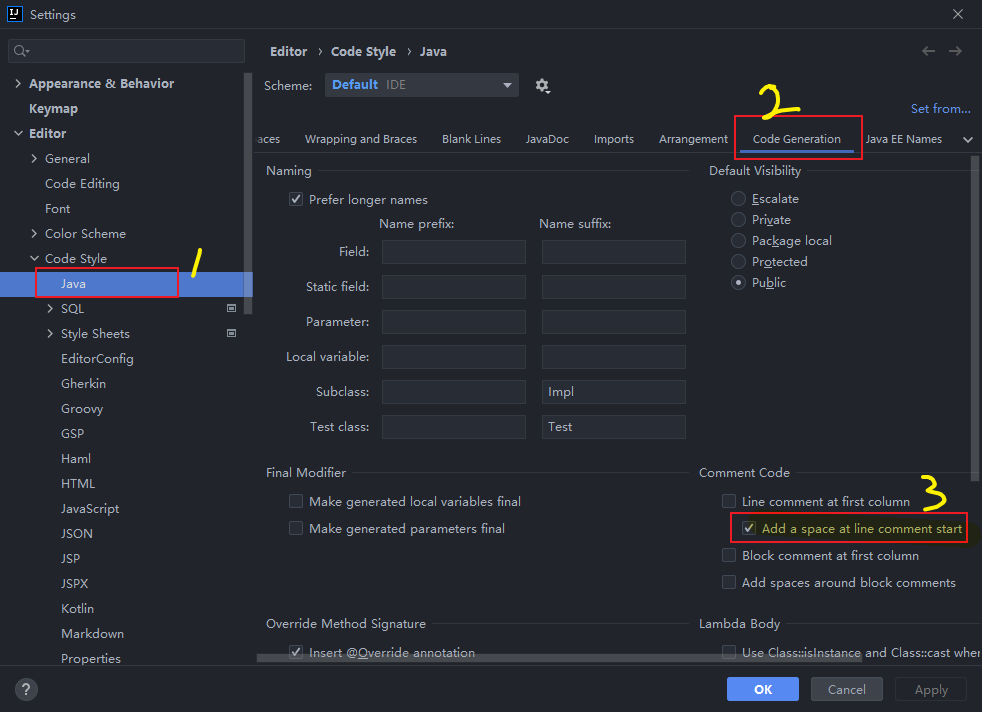 Settings
Editor › Code Style › Java
Appearance & Behavior
Keymap
Editor
General
Code Editing
Font
Color Scheme
Code Style
Java
1
SQL
Style Sheets
EditorConfig
Gherkin
Groovy
GSP
Haml
HTML
JavaScript
JSON
JSP
JSPX
Kotlin
Markdown
Properties
Scheme: Default IDE
2
Set from...
aces Wrapping and Braces Blank Lines JavaDoc Imports Arrangement Code Generation Java EE Names
Naming
Prefer longer names
Name prefix: Name suffix:
Field:
Static field:
Parameter:
Local variable:
Subclass: Impl
Test class: Test
Default Visibility
Escalate
Private
Package local
Protected
Public
Final Modifier
Make generated local variables final
Make generated parameters final
Comment Code
Line comment at first column
3
Add a space at line comment start
Block comment at first column
Add spaces around block comments
Override Method Signature
Insert @Override annotation
Lambda Body
Use Class::isInstance and Class::cast wher
?
OK Cancel Apply